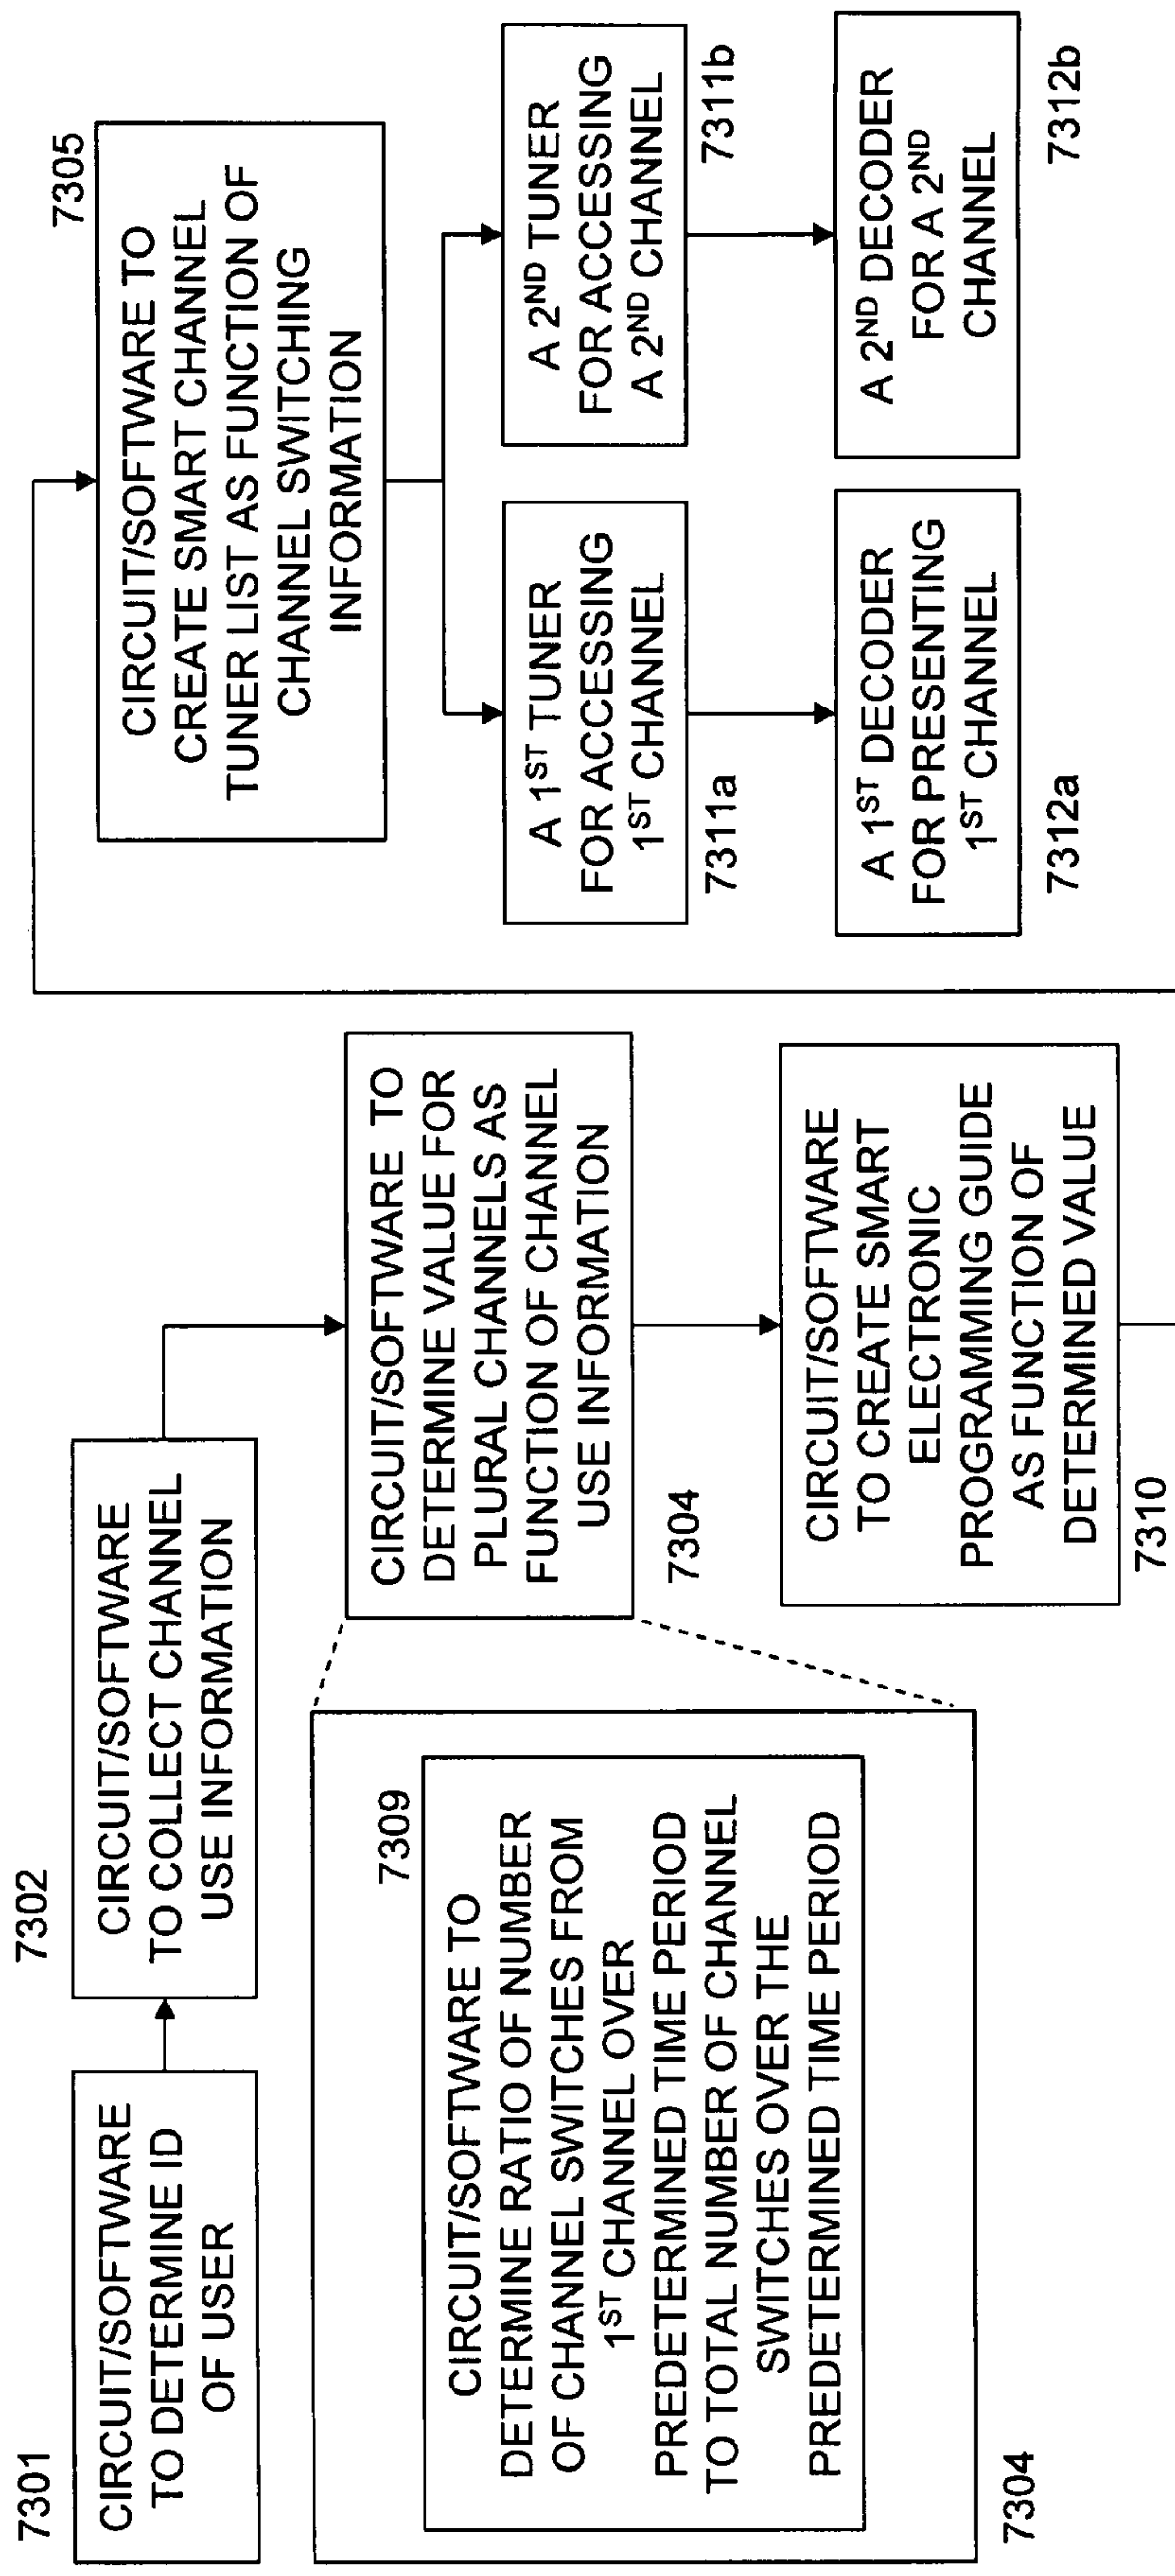 7301
CIRCUIT/SOFTWARE
TO DETERMINE ID
OF USER
7302
CIRCUIT/SOFTWARE
TO COLLECT CHANNEL
USE INFORMATION
7309
CIRCUIT/SOFTWARE TO
DETERMINE RATIO OF NUMBER
OF CHANNEL SWITCHES FROM
1ST CHANNEL OVER
PREDETERMINED TIME PERIOD
TO TOTAL NUMBER OF CHANNEL
SWITCHES OVER THE
PREDETERMINED TIME PERIOD
7304
CIRCUIT/SOFTWARE TO
DETERMINE VALUE FOR
PLURAL CHANNELS AS
FUNCTION OF CHANNEL
USE INFORMATION
7304
CIRCUIT/SOFTWARE
TO CREATE SMART
ELECTRONIC
PROGRAMMING GUIDE
AS FUNCTION OF
DETERMINED VALUE
7310
7305
CIRCUIT/SOFTWARE TO
CREATE SMART CHANNEL
TUNER LIST AS FUNCTION OF
CHANNEL SWITCHING
INFORMATION
A 1ST TUNER
FOR ACCESSING
1ST CHANNEL
7311a
A 2ND TUNER
FOR ACCESSING
A 2ND CHANNEL
7311b
A 1ST DECODER
FOR PRESENTING
1ST CHANNEL
7312a
A 2ND DECODER
FOR A 2ND
CHANNEL
7312b